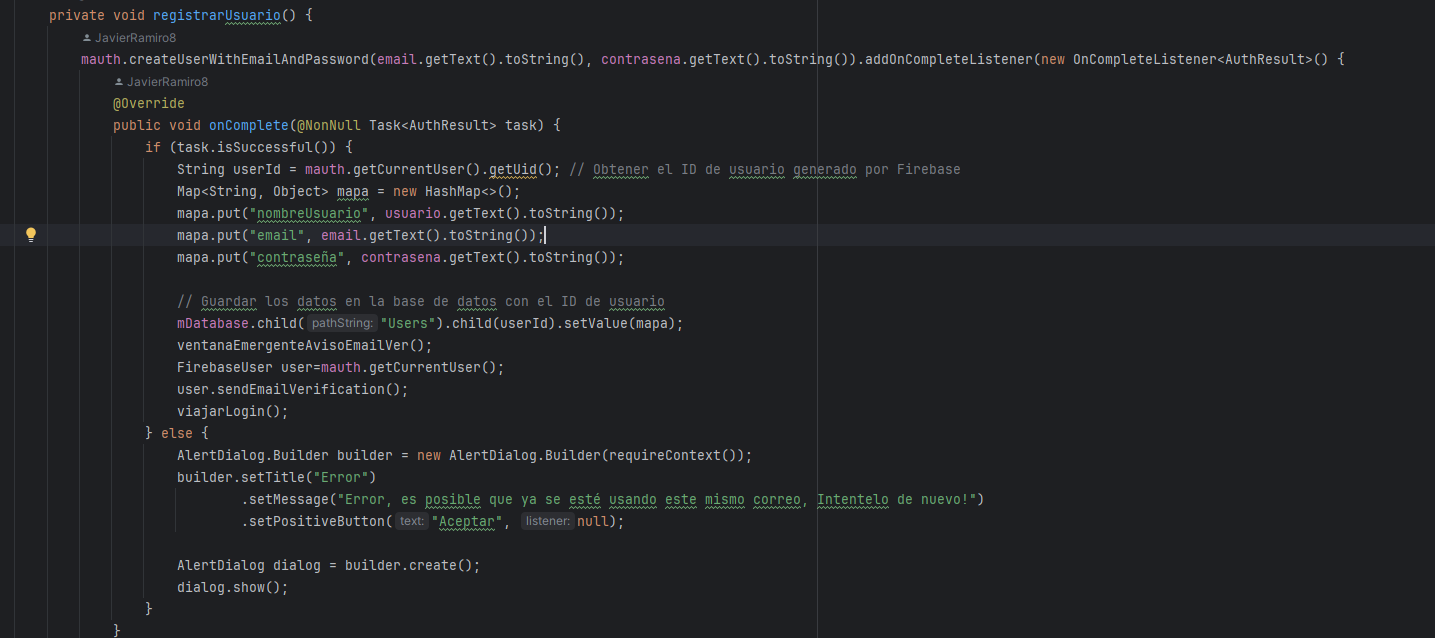 private void registrarUsuario() {
JavierRamiro8
mauth.createUserWithEmailAndPassword(email.getText().toString(), contrasena.getText().toString()).addOnCompleteListener(new OnCompleteListener<AuthResult>() {
JavierRamiro8
@Override
public void onComplete(@NonNull Task<AuthResult> task) {
if (task.isSuccessful()) {
String userId = mauth.getCurrentUser().getUid(); // Obtener el ID de usuario generado por Firebase
Map<String, Object> mapa = new HashMap<>();
mapa.put("nombreUsuario", usuario.getText().toString());
mapa.put("email", email.getText().toString());
mapa.put("contraseña", contrasena.getText().toString());
// Guardar los datos en la base de datos con el ID de usuario
mDatabase.child( pathString: "Users").child(userId).setValue(mapa);
ventanaEmergenteAvisoEmailVer();
FirebaseUser user=mauth.getCurrentUser();
user.sendEmailVerification();
viajarLogin();
} else {
AlertDialog.Builder builder = new AlertDialog.Builder(requireContext());
builder.setTitle("Error")
.setMessage("Error, es posible que ya se esté usando este mismo correo, Intentelo de nuevo!")
.setPositiveButton( text: "Aceptar", listener: null);
AlertDialog dialog = builder.create();
dialog.show();
}
}